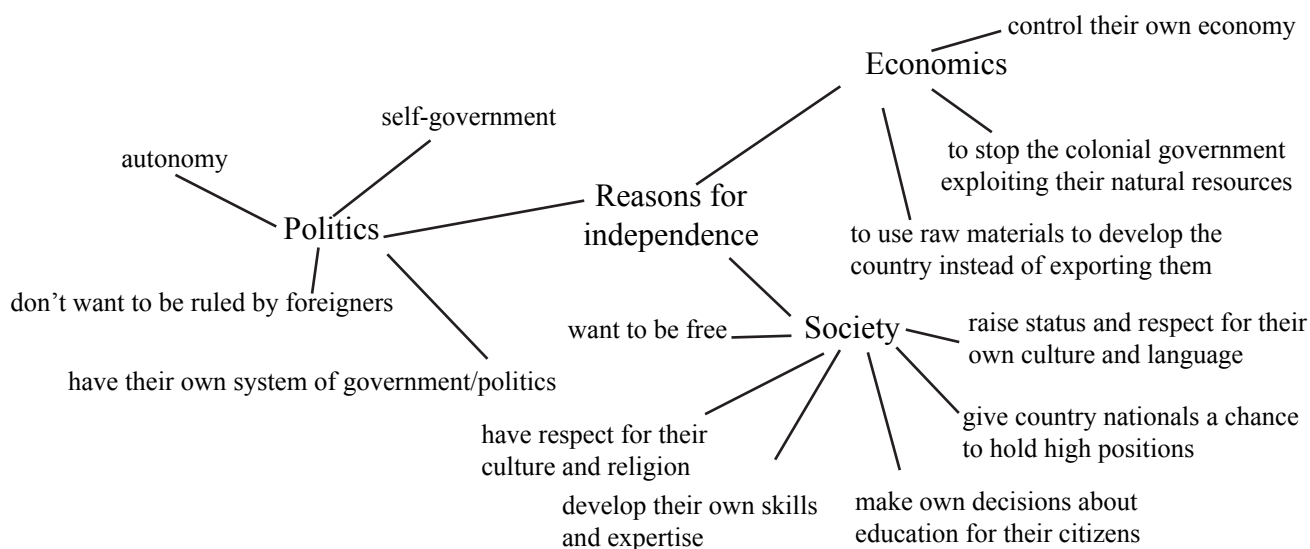 control their own economy
Economics
self-government
to stop the colonial government
exploiting their natural resources
autonomy
Reasons for
independence
Politics
to use raw materials to develop the
country instead of exporting them
don’t want to be ruled by foreigners
want to be free
Society
raise status and respect for their
own culture and language
have their own system of government/politics
give country nationals a chance
to hold high positions
have respect for their
culture and religion
develop their own skills
and expertise
make own decisions about
education for their citizens